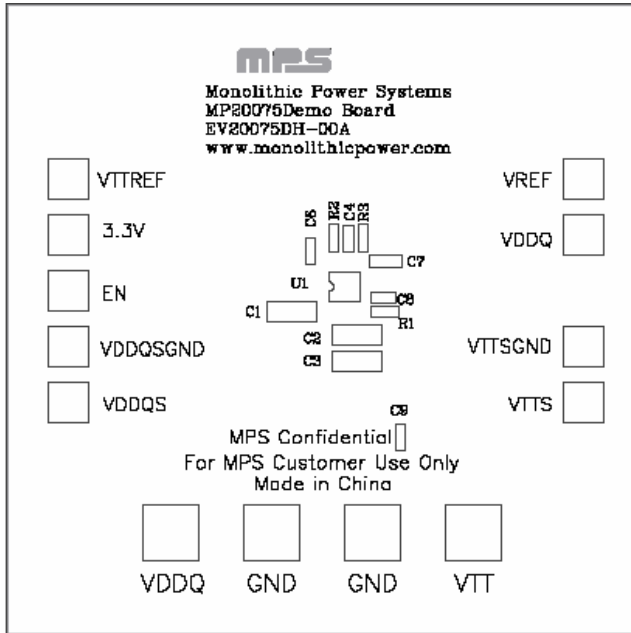 mps
Monolithic Power Systems
MP20075Demo Board
EV20075DH-00A
www.monolithicpower.com
VTTREF
VREF
3.3V
VDDQ
C5
R2
C4
R3
C7
U1
EN
C1
C6
R1
C2
C3
VDDQSGND
VTTSGND
VDDQS
VTTS
C9
MPS Confidential
For MPS Customer Use Only
Made in China
VDDQ
GND
GND
VTT